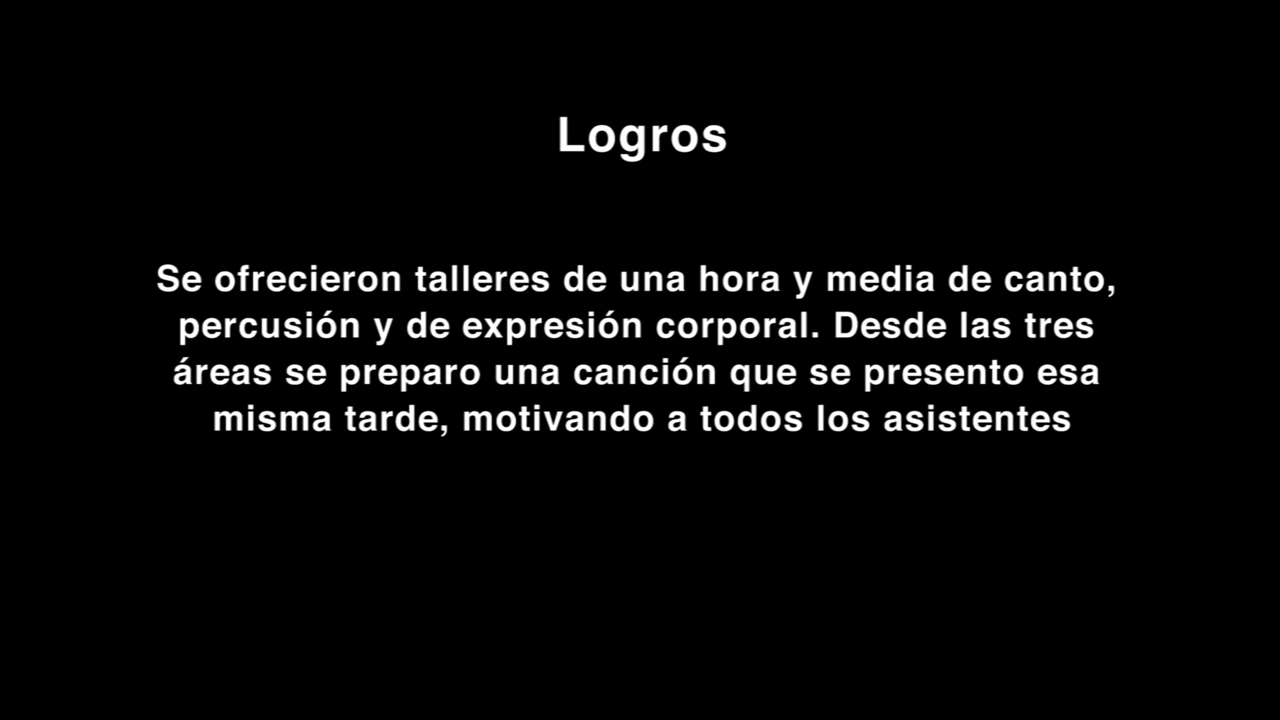 Logros
Se ofrecieron talleres de una hora y media de canto,
percusión y de expresión corporal. Desde las tres
áreas se preparo una canción que se presento esa
misma tarde, motivando a todos los asistentes